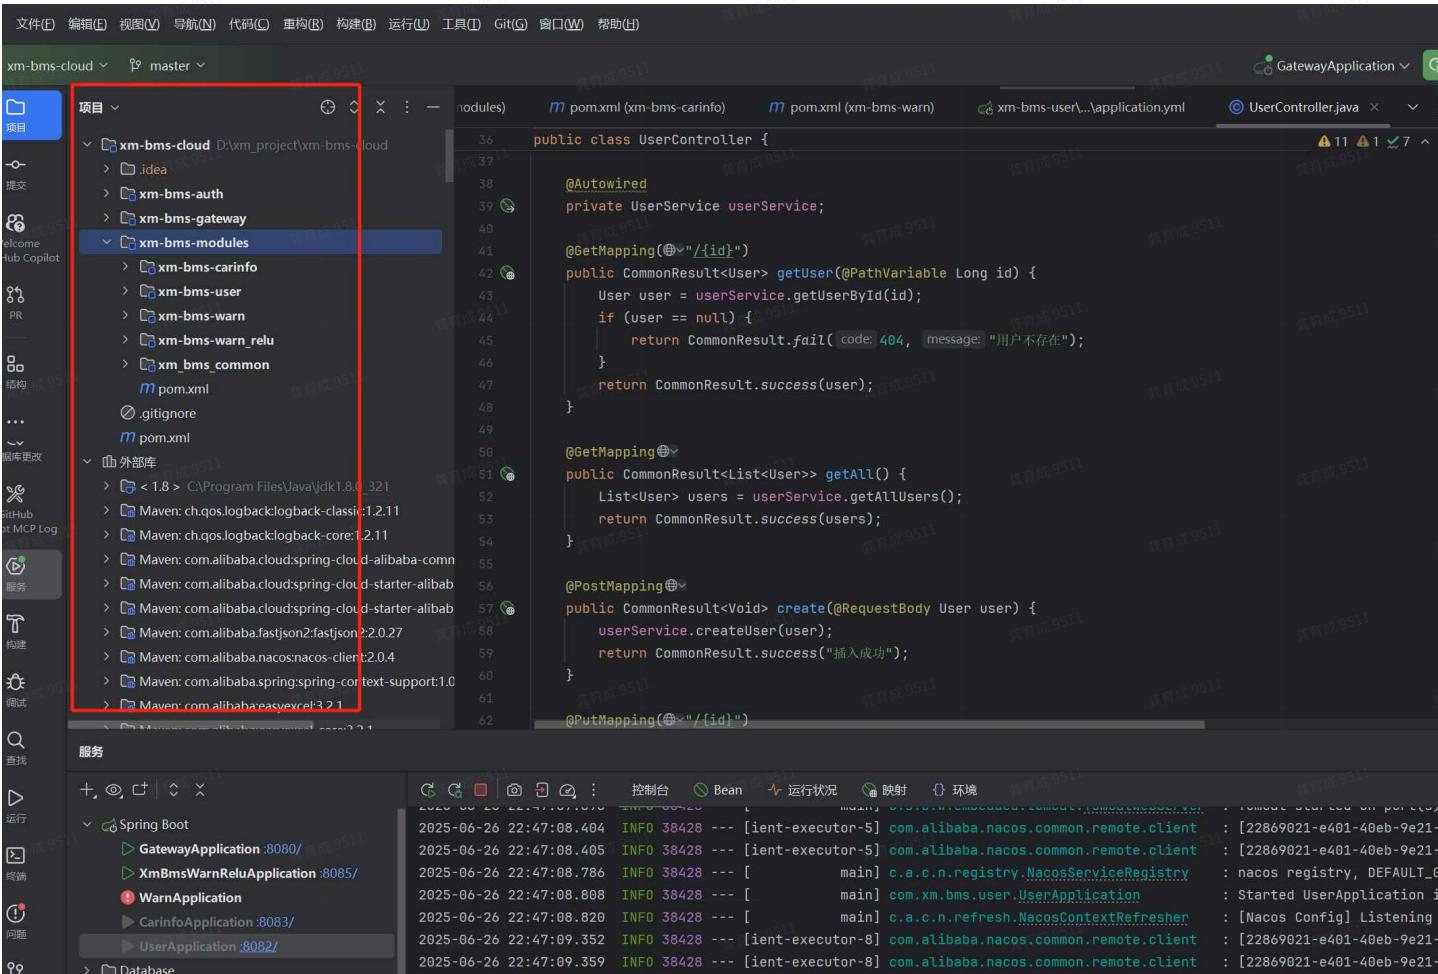 文件(F) 编辑(E) 视图(V) 导航(N) 代码(C) 重构(R) 构建(B) 运行(U) 工具(T) Git(G) 窗口(W) 帮助(H)
xm-bms-cloud master GatewayApplication
项目
项目
提交
elcome
Hub Copilot
PR
结构
据库更改
GitHub
ot MCP Log
服务
构建
调试
查找
运行
终端
问题
xm-bms-cloud D:\xm_project\xm-bms-cloud
.idea
xm-bms-auth
xm-bms-gateway
xm-bms-modules
xm-bms-carinfo
xm-bms-user
xm-bms-warn
xm-bms-warn_relu
xm_bms_common
pom.xml
.gitignore
pom.xml
外部库
< 1.8 > C:\Program Files\Java\jdk1.8.0_321
Maven: ch.qos.logback:logback-classic:1.2.11
Maven: ch.qos.logback:logback-core:1.2.11
Maven: com.alibaba.cloud:spring-cloud-alibaba-comm
Maven: com.alibaba.cloud:spring-cloud-starter-alibab
Maven: com.alibaba.cloud:spring-cloud-starter-alibab
Maven: com.alibaba.fastjson2:fastjson2:2.0.27
Maven: com.alibaba.nacos:nacos-client:2.0.4
Maven: com.alibaba.spring:spring-context-support:1.0
Maven: com.alibaba:easyexcel:3.2.1
nodules) pom.xml (xm-bms-carinfo) pom.xml (xm-bms-warn) xm-bms-user\...\application.yml UserController.java
11 1 7
36 public class UserController {
37
38 @Autowired
39 private UserService userService;
40
41 @GetMapping("/{id}")
42 public CommonResult<User> getUser(@PathVariable Long id) {
43 User user = userService.getUserById(id);
44 if (user == null) {
45 return CommonResult.fail( code: 404, message: "用户不存在");
46 }
47 return CommonResult.success(user);
48 }
49
50 @GetMapping
51 public CommonResult<List<User>> getAll() {
52 List<User> users = userService.getAllUsers();
53 return CommonResult.success(users);
54 }
55
56 @PostMapping
57 public CommonResult<Void> create(@RequestBody User user) {
58 userService.createUser(user);
59 return CommonResult.success("插入成功");
60 }
61
62 @PutMapping("/{id}")
服务
控制台 Bean 运行状况 映射 环境
Spring Boot
GatewayApplication :8080/
XmBmsWarnReluApplication :8085/
WarnApplication
CarinfoApplication :8083/
UserApplication :8082/
Database
2025-06-26 22:47:08.404 INFO 38428 --- [ient-executor-5] com.alibaba.nacos.common.remote.client : [22869021-e401-40eb-9e21-
2025-06-26 22:47:08.405 INFO 38428 --- [ient-executor-5] com.alibaba.nacos.common.remote.client : [22869021-e401-40eb-9e21-
2025-06-26 22:47:08.786 INFO 38428 --- [ main] c.a.c.n.registry.NacosServiceRegistry : nacos registry, DEFAULT_G
2025-06-26 22:47:08.808 INFO 38428 --- [ main] com.xm.bms.user.UserApplication : Started UserApplication i
2025-06-26 22:47:08.820 INFO 38428 --- [ main] c.a.c.n.refresh.NacosContextRefresher : [Nacos Config] Listening
2025-06-26 22:47:09.352 INFO 38428 --- [ient-executor-8] com.alibaba.nacos.common.remote.client : [22869021-e401-40eb-9e21-
2025-06-26 22:47:09.359 INFO 38428 --- [ient-executor-8] com.alibaba.nacos.common.remote.client : [22869021-e401-40eb-9e21-